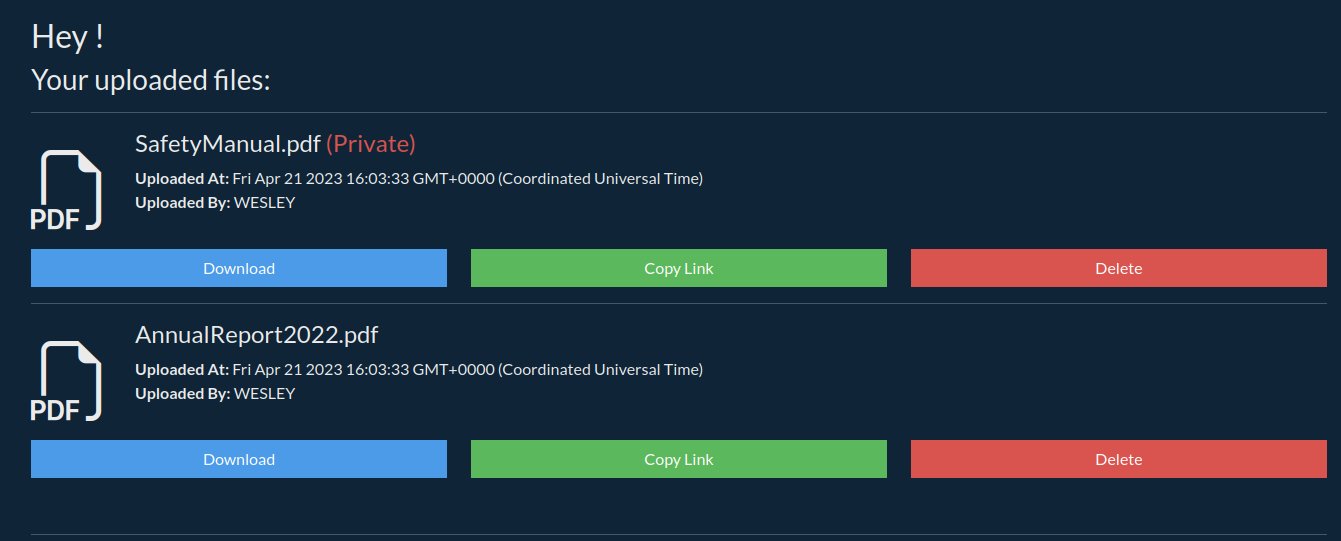 Hey !
Your uploaded files:
SafetyManual.pdf (Private)
Uploaded At: Fri Apr 21 2023 16:03:33 GMT+0000 (Coordinated Universal Time)
Uploaded By: WESLEY
PDF
Download Copy Link Delete
AnnualReport2022.pdf
Uploaded At: Fri Apr 21 2023 16:03:33 GMT+0000 (Coordinated Universal Time)
Uploaded By: WESLEY
PDF
Download Copy Link Delete